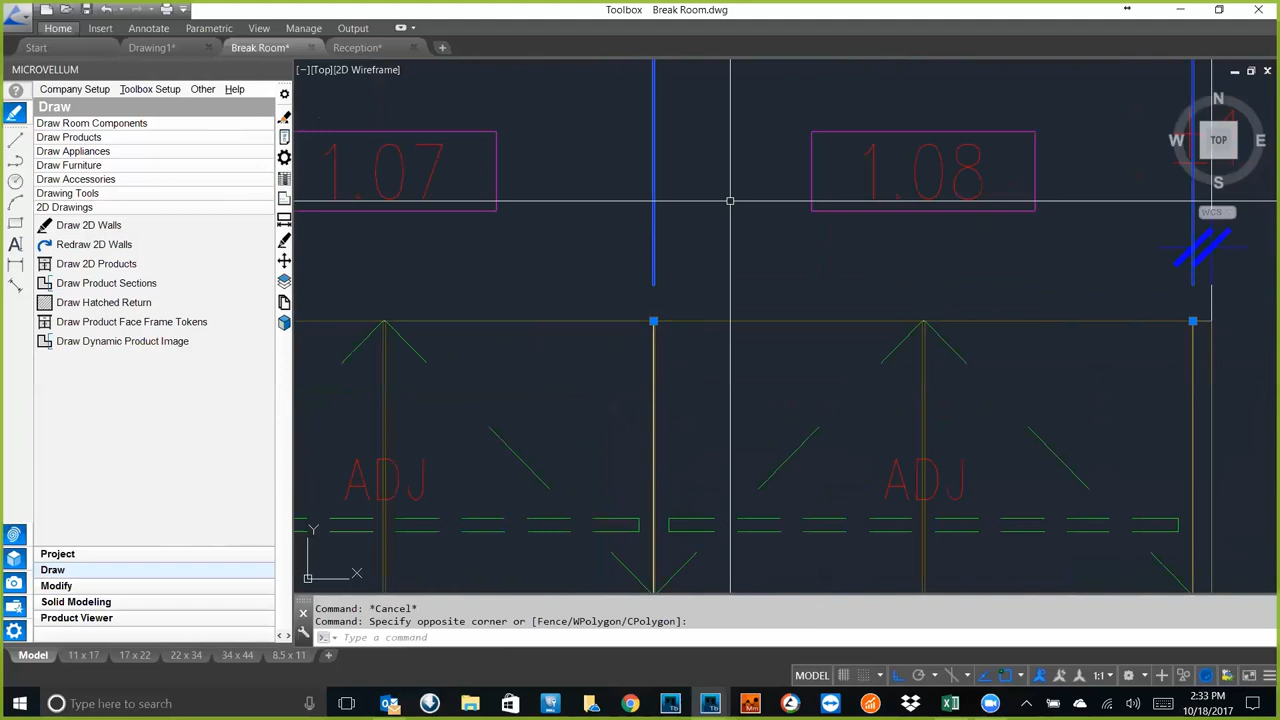 Toolbox Break Room.dwg
Home Insert Annotate Parametric View Manage Output
Start Drawing1* Break Room* Reception* +
MICROVELLUM
[−][Top][2D Wireframe]
Company Setup Toolbox Setup Other Help
Draw
Draw Room Components
Draw Products
Draw Appliances
Draw Furniture
Draw Accessories
Drawing Tools
2D Drawings
Draw 2D Walls
Redraw 2D Walls
Draw 2D Products
Draw Product Sections
Draw Hatched Return
Draw Product Face Frame Tokens
Draw Dynamic Product Image
N
W TOP E
S
WCS
1.07 1.08
ADJ ADJ
Y
X
Project
Draw
Modify
Solid Modeling
Product Viewer
Command: *Cancel*
Command: Specify opposite corner or [Fence/WPolygon/CPolygon]:
Type a command
Model 11 x 17 17 x 22 22 x 34 34 x 44 8.5 x 11 +
MODEL 1:1
Type here to search
2:33 PM
10/18/2017